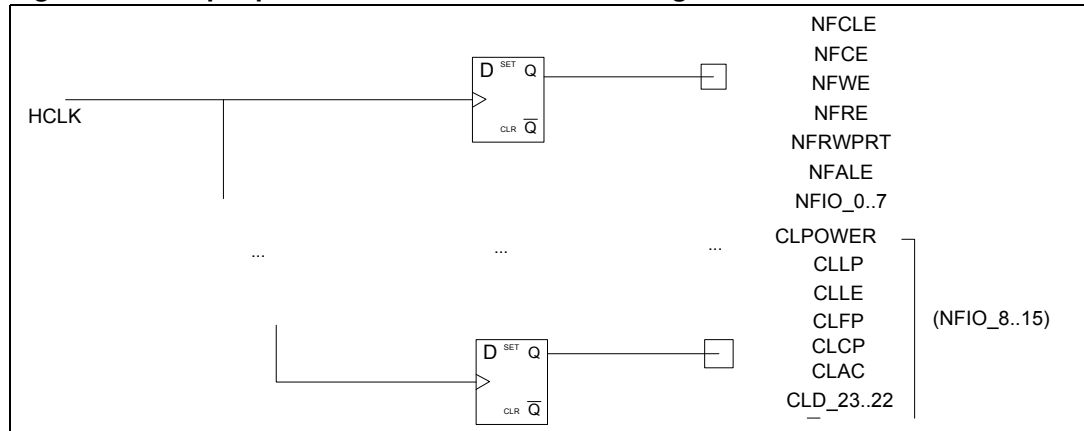 HCLK
D SET Q
CLR Q
...
...
...
D SET Q
CLR Q
NFCLE
NFCE
NFWE
NFRE
NFRWPRT
NFALE
NFIO_0..7
CLPOWER
CLLP
CLLE
CLFP
CLCP
CLAC
CLD_23..22
(NFIO_8..15)